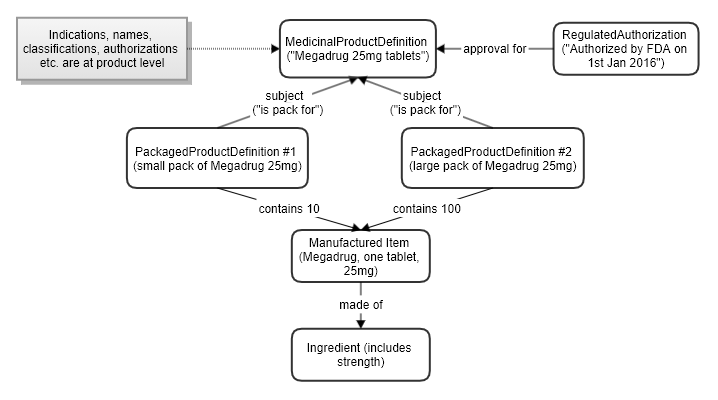 Indications, names,
classifications, authorizations
etc. are at product level
MedicinalProductDefinition
("Megadrug 25mg tablets")
approval for
RegulatedAuthorization
("Authorized by FDA on
1st Jan 2016")
subject
("is pack for")
subject
("is pack for")
PackagedProductDefinition #1
(small pack of Megadrug 25mg)
PackagedProductDefinition #2
(large pack of Megadrug 25mg)
contains 10
contains 100
Manufactured Item
(Megadrug, one tablet,
25mg)
made of
Ingredient (includes
strength)